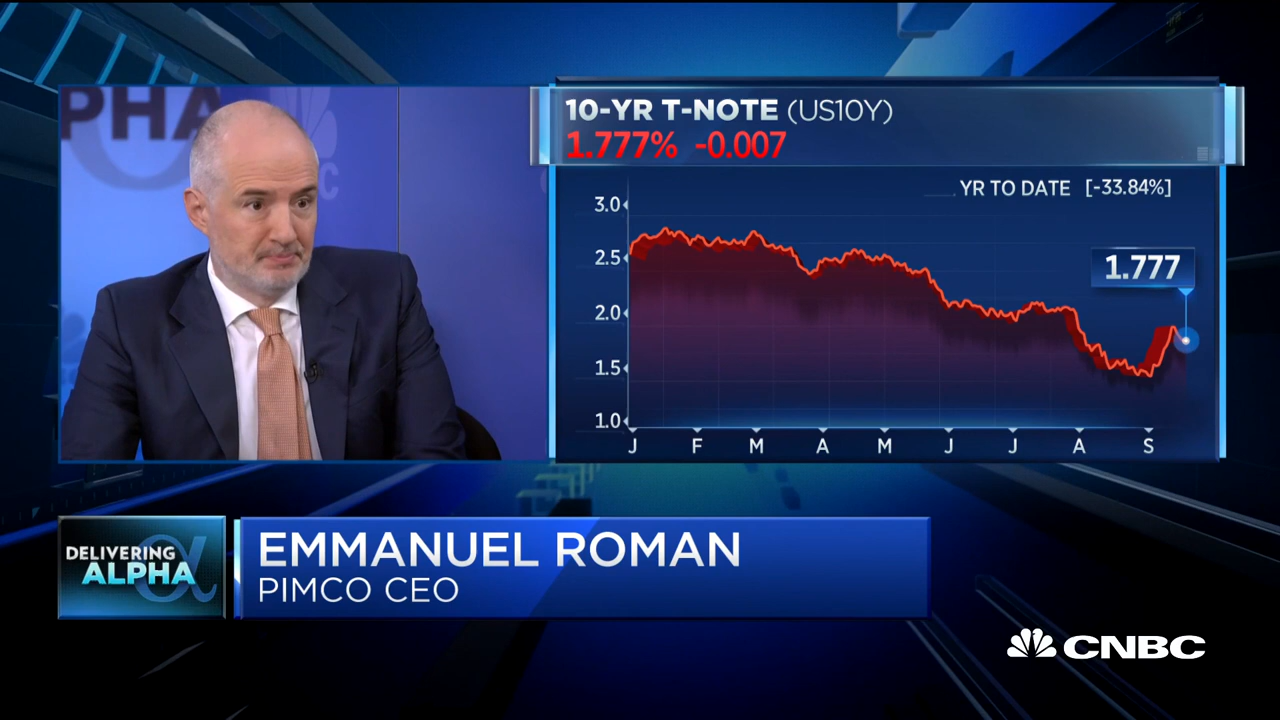 PHA
10-YR T-NOTE (US10Y)
1.777% -0.007
YR TO DATE [-33.84%]
3.0
2.5
2.0
1.5
1.0
1.777
J F M A M J J A S
DELIVERING
ALPHA
EMMANUEL ROMAN
PIMCO CEO
CNBC